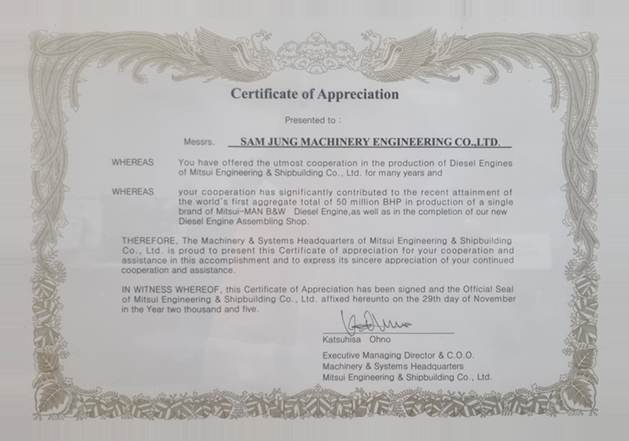 Certificate of Appreciation
Presented to :
Messrs. SAM JUNG MACHINERY ENGINEERING CO.,LTD.
WHEREAS You have offered the utmost cooperation in the production of Diesel Engines
of Mitsui Engineering & Shipbuilding Co., Ltd. for many years and
WHEREAS your cooperation has significantly contributed to the recent attainment of
the world's first aggregate total of 50 million BHP in production of a single
brand of Mitsui-MAN B&W Diesel Engine,as well as in the completion of our new
Diesel Engine Assembling Shop.
THEREFORE, The Machinery & Systems Headquarters of Mitsui Engineering & Shipbuilding
Co., Ltd. is proud to present this Certificate of appreciation for your cooperation and
assistance in this accomplishment and to express its sincere appreciation of your continued
cooperation and assistance.
IN WITNESS WHEREOF, this Certificate of Appreciation has been signed and the Official Seal
of Mitsui Engineering & Shipbuilding Co., Ltd. affixed hereunto on the 29th day of November
in the Year two thousand and five.
Katsuhisa Ohno
Executive Managing Director & C.O.O.
Machinery & Systems Headquarters
Mitsui Engineering & Shipbuilding Co., Ltd.